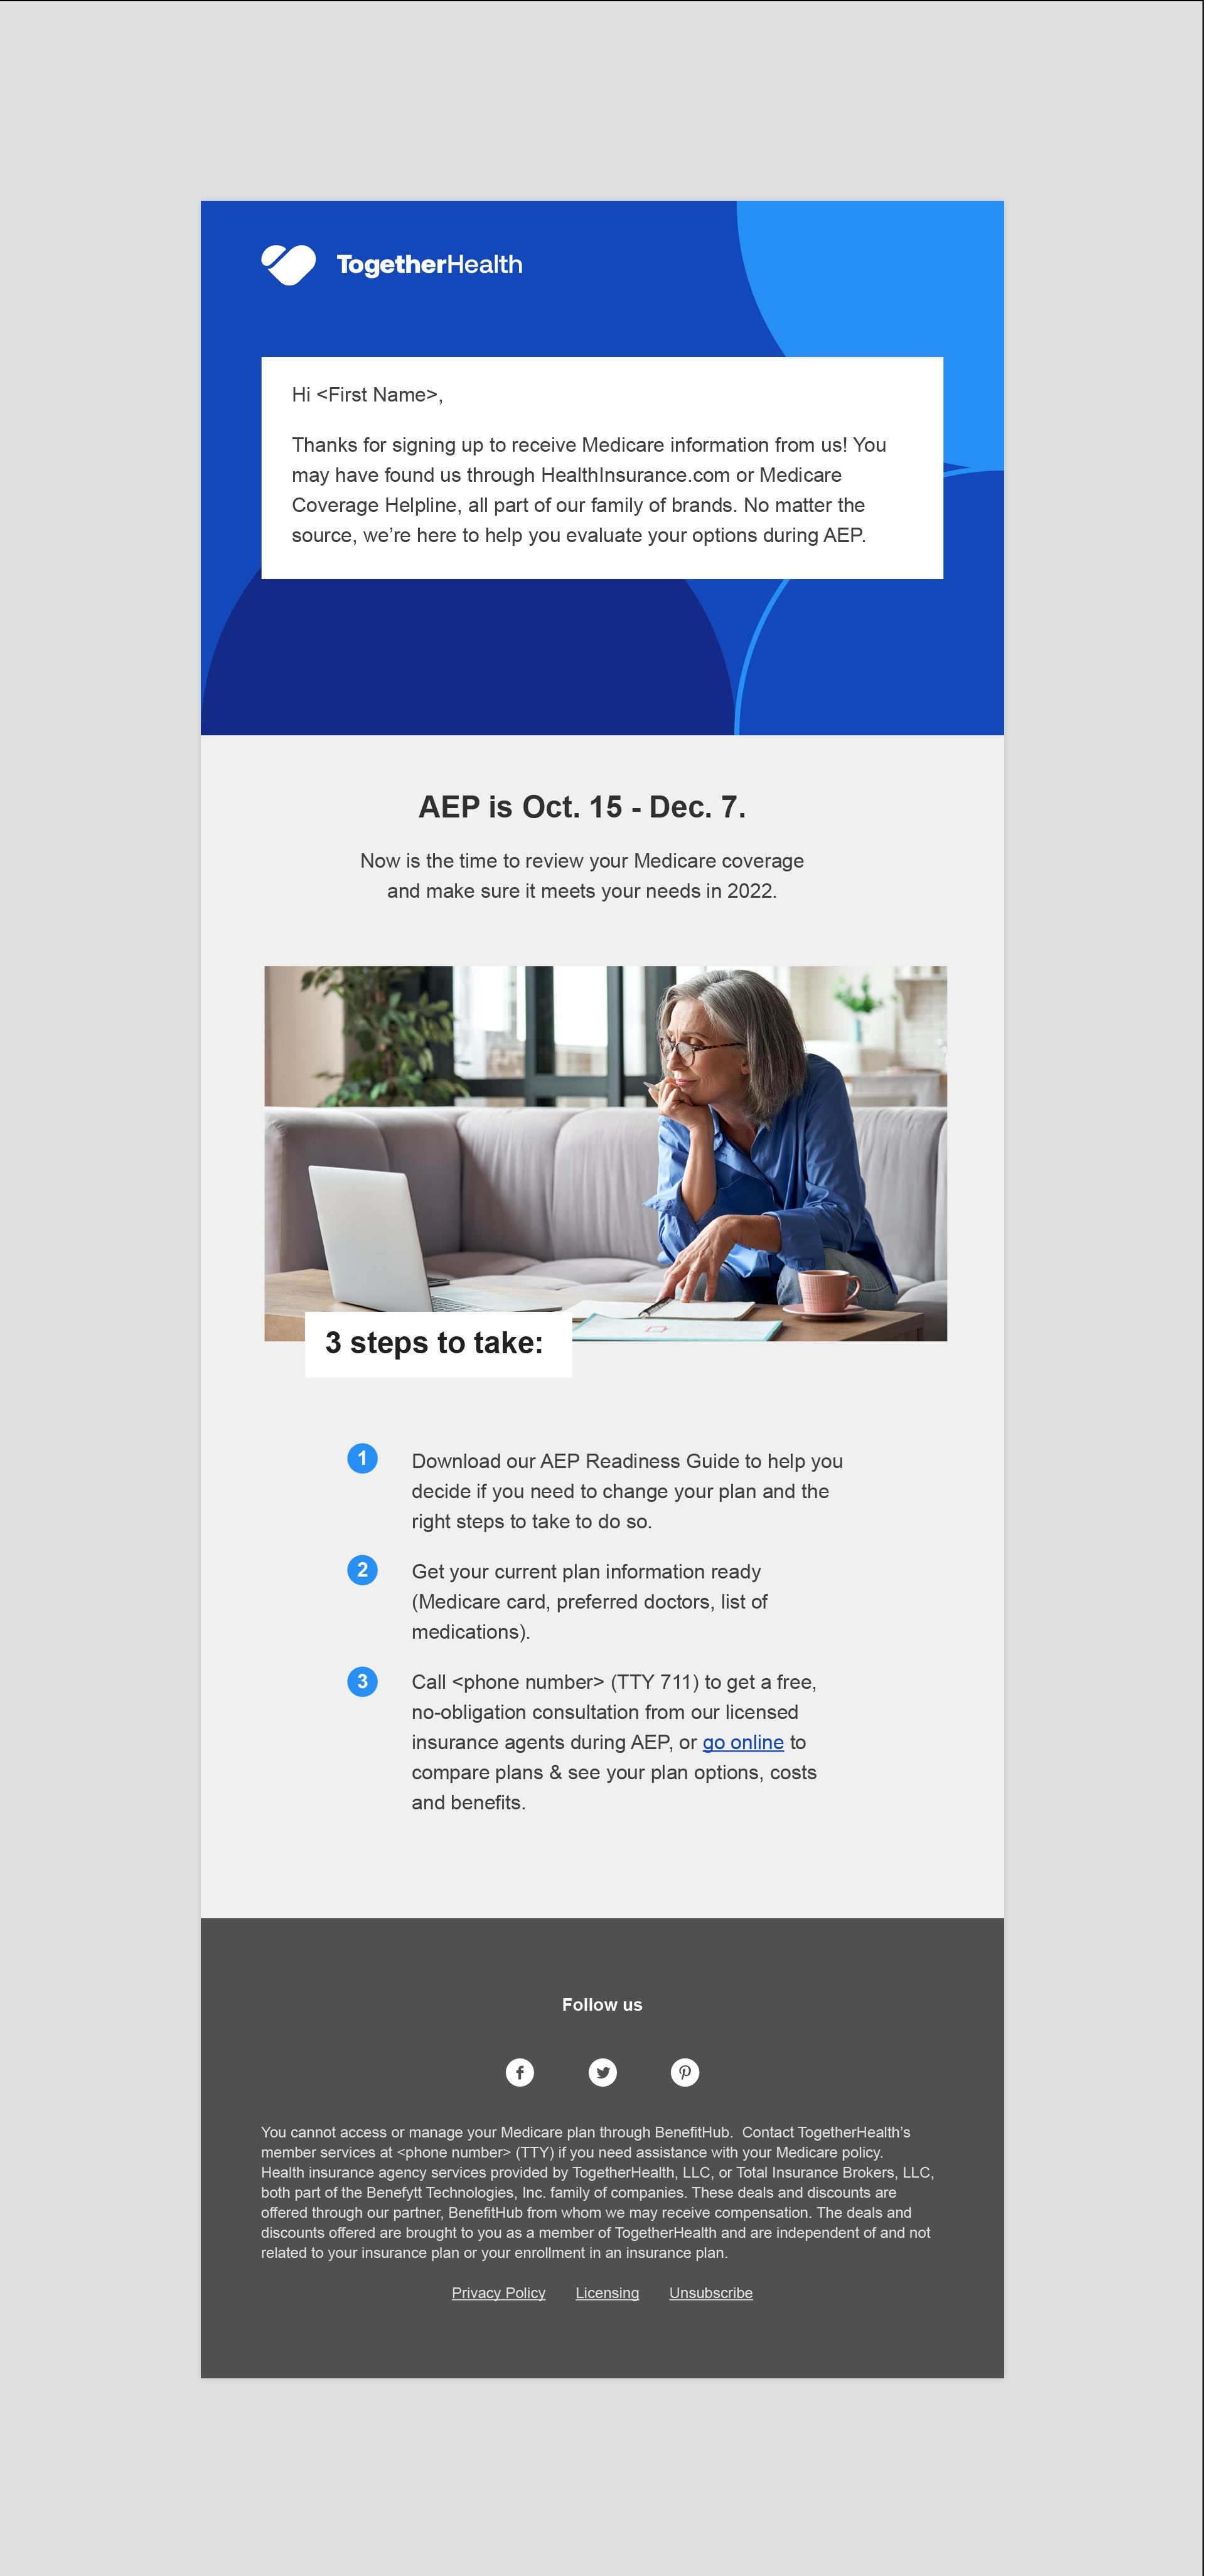 TogetherHealth
Hi <First Name>,
Thanks for signing up to receive Medicare information from us! You
may have found us through HealthInsurance.com or Medicare
Coverage Helpline, all part of our family of brands. No matter the
source, we’re here to help you evaluate your options during AEP.
AEP is Oct. 15 - Dec. 7.
Now is the time to review your Medicare coverage
and make sure it meets your needs in 2022.
3 steps to take:
1 Download our AEP Readiness Guide to help you
decide if you need to change your plan and the
right steps to take to do so.
2 Get your current plan information ready
(Medicare card, preferred doctors, list of
medications).
3 Call <phone number> (TTY 711) to get a free,
no-obligation consultation from our licensed
insurance agents during AEP, or go online to
compare plans & see your plan options, costs
and benefits.
Follow us
You cannot access or manage your Medicare plan through BenefitHub.  Contact TogetherHealth’s
member services at <phone number> (TTY) if you need assistance with your Medicare policy.
Health insurance agency services provided by TogetherHealth, LLC, or Total Insurance Brokers, LLC,
both part of the Benefytt Technologies, Inc. family of companies. These deals and discounts are
offered through our partner, BenefitHub from whom we may receive compensation. The deals and
discounts offered are brought to you as a member of TogetherHealth and are independent of and not
related to your insurance plan or your enrollment in an insurance plan.
Privacy Policy Licensing Unsubscribe